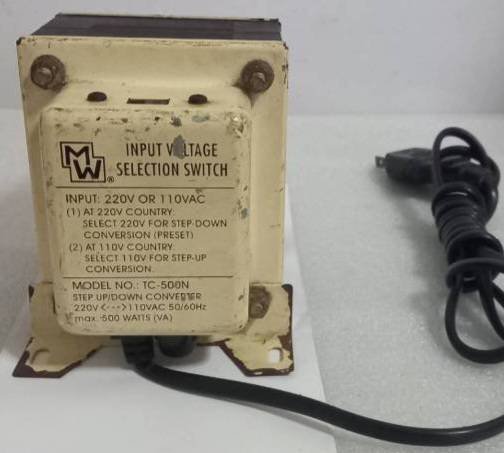 MW®
INPUT VOLTAGE
SELECTION SWITCH
INPUT: 220V OR 110VAC
(1) AT 220V COUNTRY:
SELECT 220V FOR STEP-DOWN
CONVERSION (PRESET)
(2) AT 110V COUNTRY:
SELECT 110V FOR STEP-UP
CONVERSION.
MODEL NO.: TC-500N
STEP UP/DOWN CONVERTER
220V <---> 110VAC 50/60Hz
max. 500 WATTS (VA)